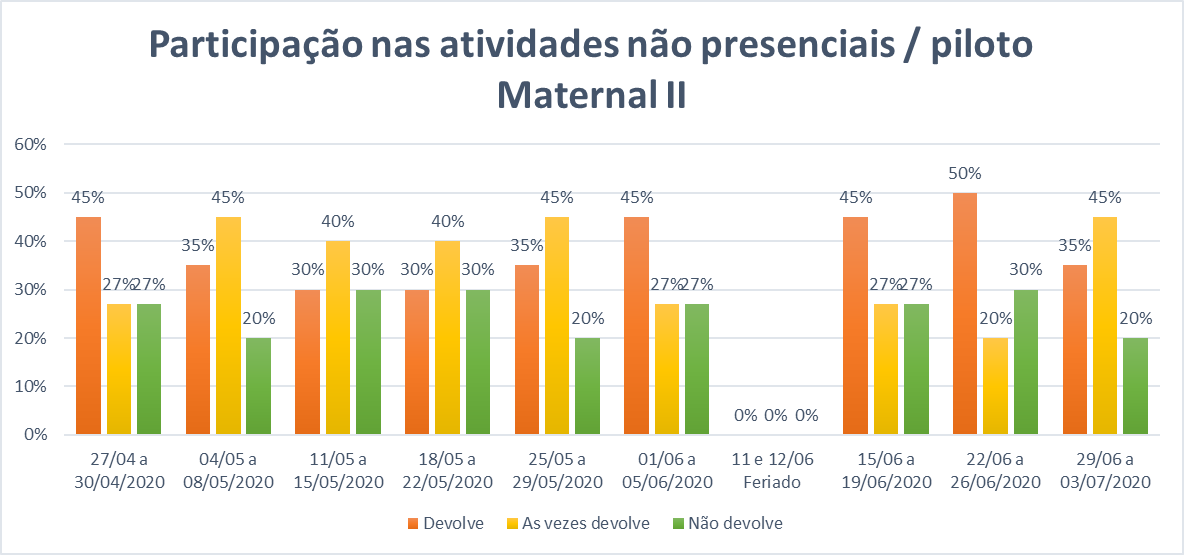 Participação nas atividades não presenciais / piloto
Maternal II
60%
50%
40%
30%
20%
10%
0%
45%
27%
27%
35%
45%
20%
30%
40%
30%
30%
40%
30%
35%
45%
20%
45%
27%
27%
0%
0%
0%
45%
27%
27%
50%
20%
30%
35%
45%
20%
27/04 a
30/04/2020
04/05 a
08/05/2020
11/05 a
15/05/2020
18/05 a
22/05/2020
25/05 a
29/05/2020
01/06 a
05/06/2020
11 e 12/06
Feriado
15/06 a
19/06/2020
22/06 a
26/06/2020
29/06 a
03/07/2020
Devolve
As vezes devolve
Não devolve